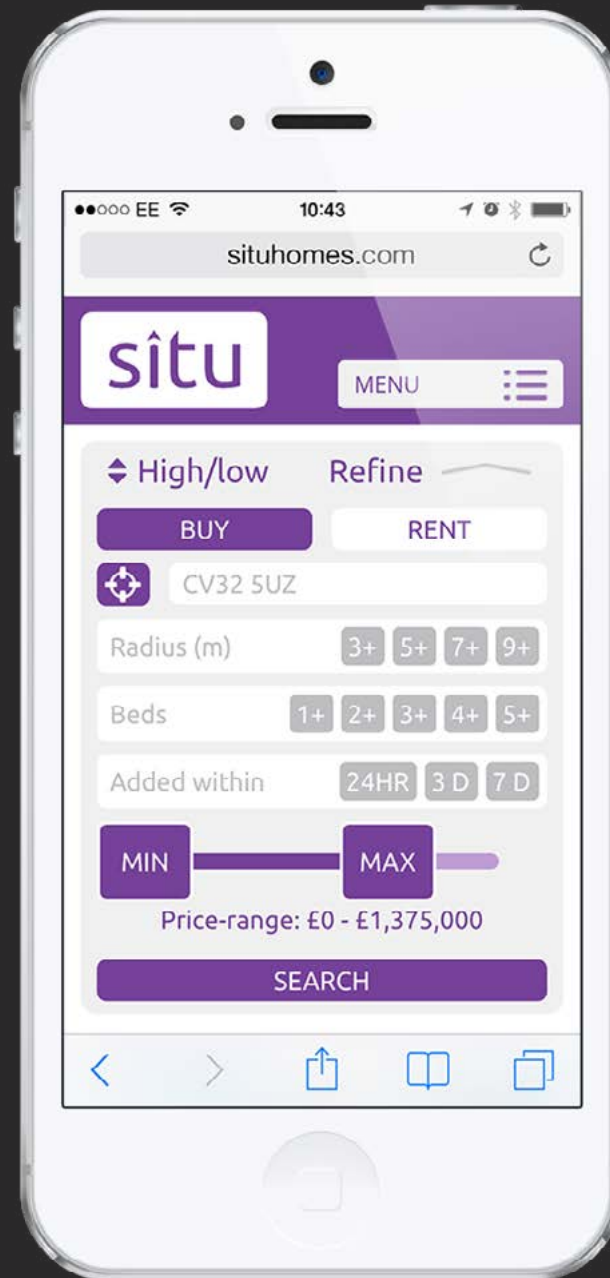 EE 10:43
situhomes.com
sîtu
MENU
High/low Refine
BUY RENT
CV32 5UZ
Radius (m) 3+ 5+ 7+ 9+
Beds 1+ 2+ 3+ 4+ 5+
Added within 24HR 3 D 7 D
MIN MAX
Price-range: £0 - £1,375,000
SEARCH